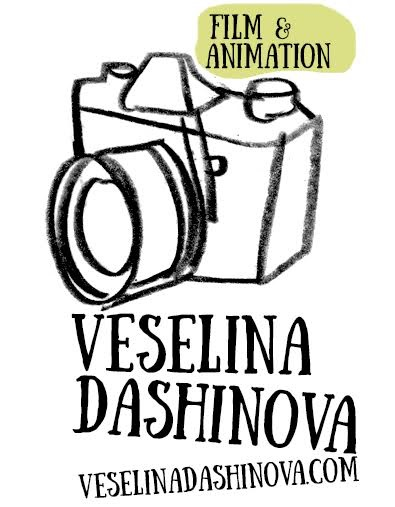 FILM &
ANIMATION
VESELINA
DASHINOVA
VESELINADASHINOVA.COM